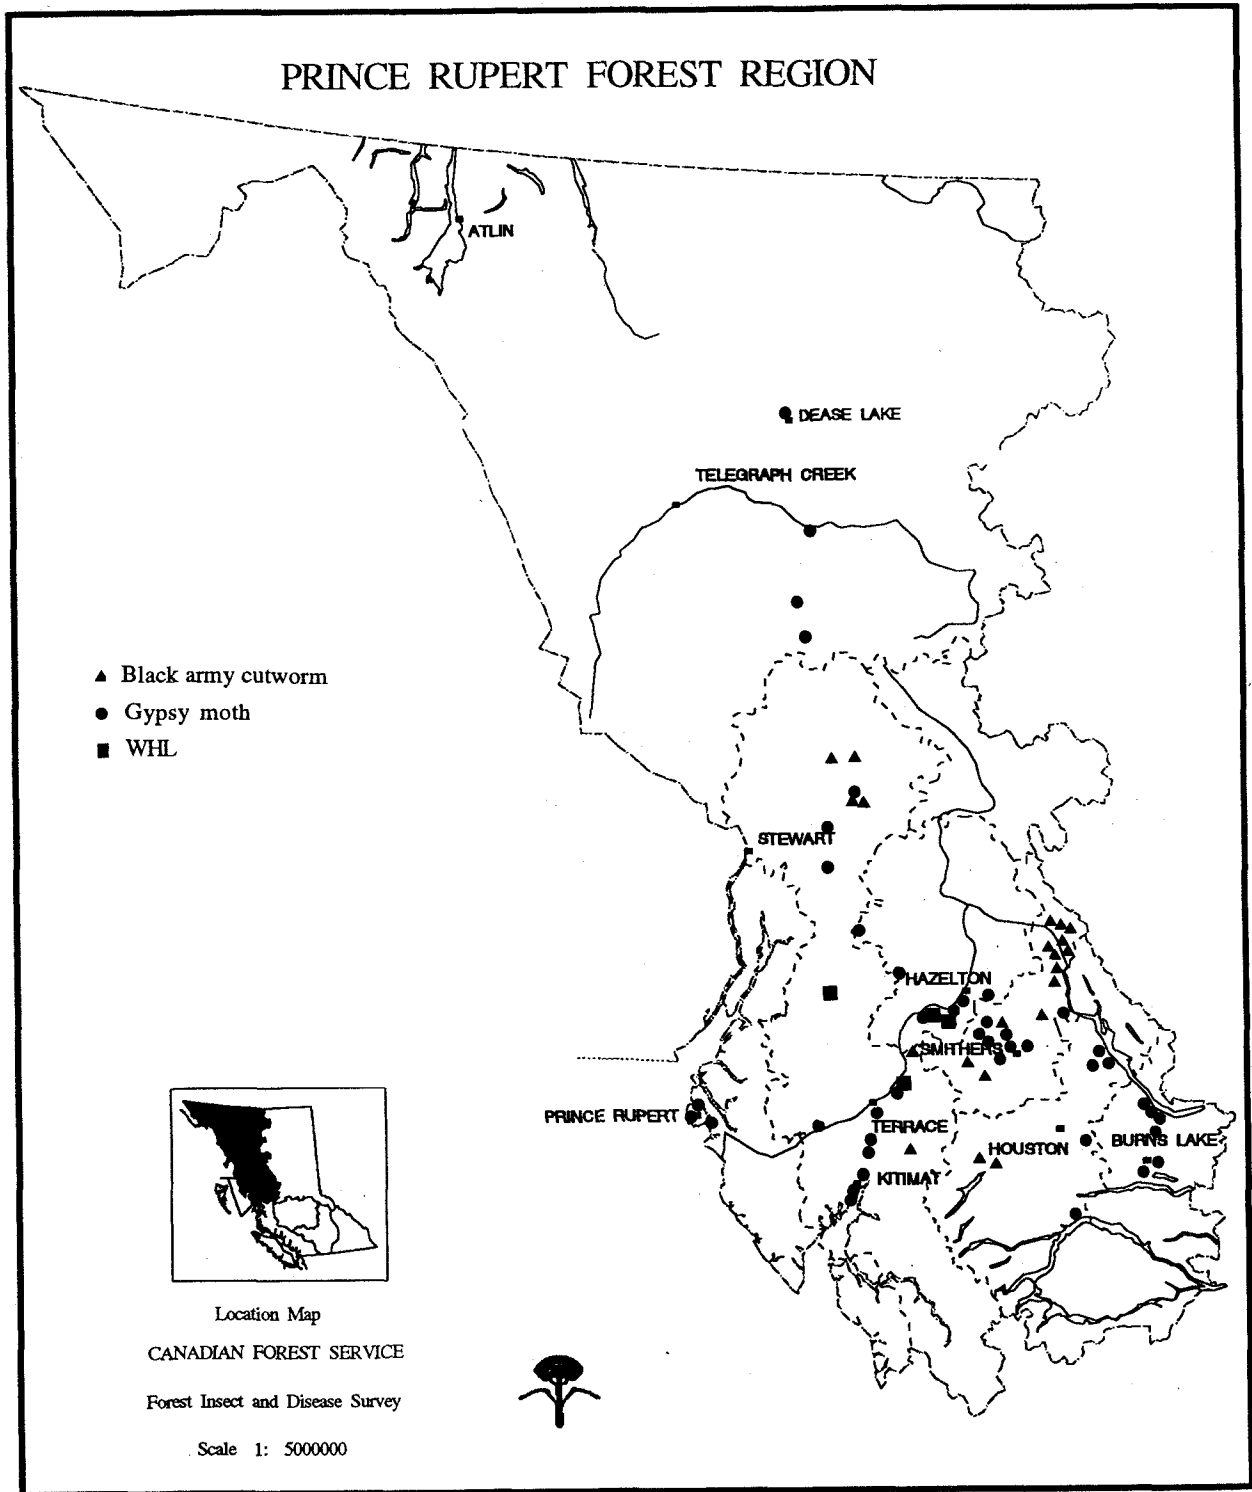 PRINCE RUPERT FOREST REGION
ATLIN
DEASE LAKE
TELEGRAPH CREEK
Black army cutworm
Gypsy moth
WHL
STEWART
HAZELTON
SMITHERS
PRINCE RUPERT
TERRACE
HOUSTON
BURNS LAKE
KITIMAT
Location Map
CANADIAN FOREST SERVICE
Forest Insect and Disease Survey
Scale 1: 5000000